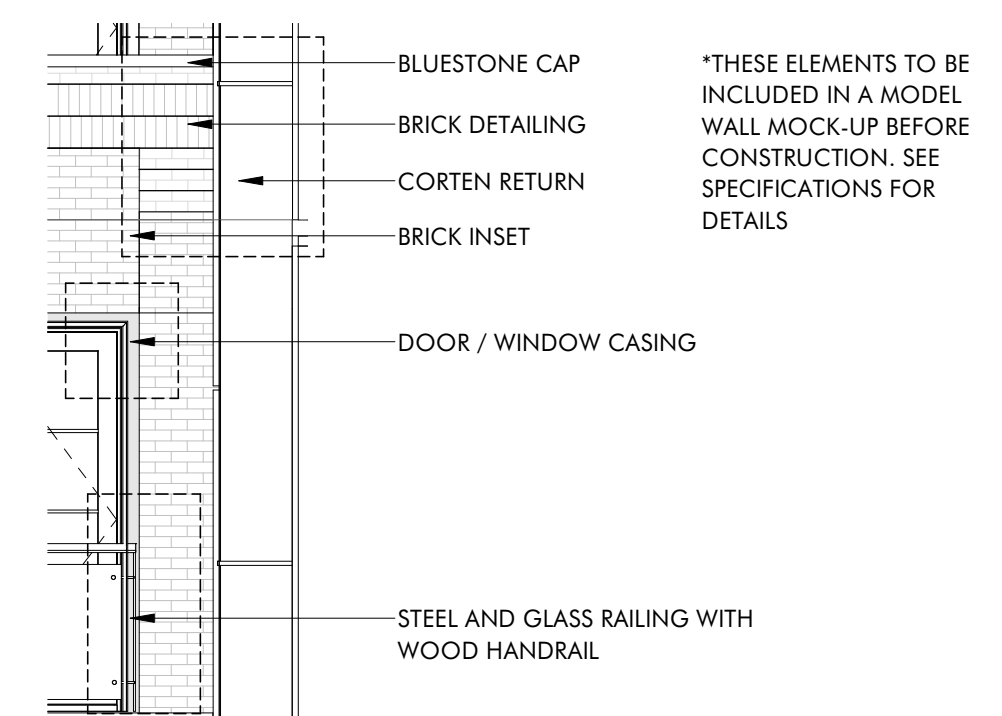 BLUESTONE CAP
BRICK DETAILING
CORTEN RETURN
BRICK INSET
DOOR / WINDOW CASING
STEEL AND GLASS RAILING WITH
WOOD HANDRAIL
*THESE ELEMENTS TO BE
INCLUDED IN A MODEL
WALL MOCK-UP BEFORE
CONSTRUCTION. SEE
SPECIFICATIONS FOR
DETAILS